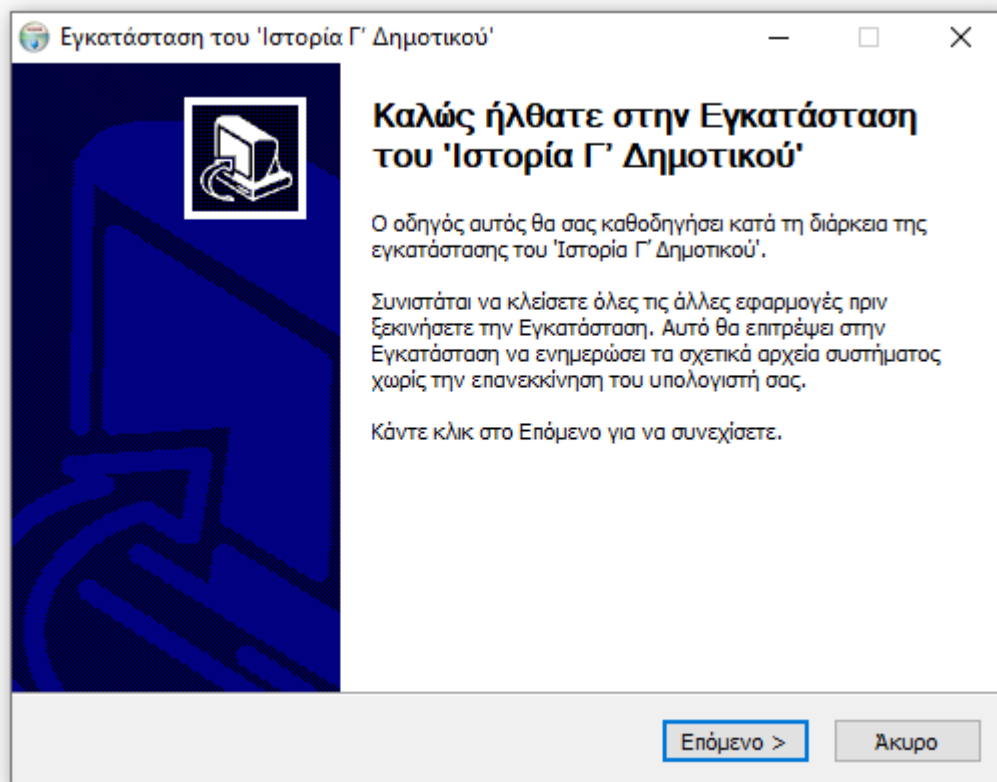 Εγκατάσταση του 'Ιστορία Γ' Δημοτικού'
Καλώς ήλθατε στην Εγκατάσταση
του 'Ιστορία Γ' Δημοτικού'
Ο οδηγός αυτός θα σας καθοδηγήσει κατά τη διάρκεια της
εγκατάστασης του 'Ιστορία Γ' Δημοτικού'.
Συνιστάται να κλείσετε όλες τις άλλες εφαρμογές πριν
ξεκινήσετε την Εγκατάσταση. Αυτό θα επιτρέψει στην
Εγκατάσταση να ενημερώσει τα σχετικά αρχεία συστήματος
χωρίς την επανεκκίνηση του υπολογιστή σας.
Κάντε κλικ στο Επόμενο για να συνεχίσετε.
Επόμενο >
Άκυρο